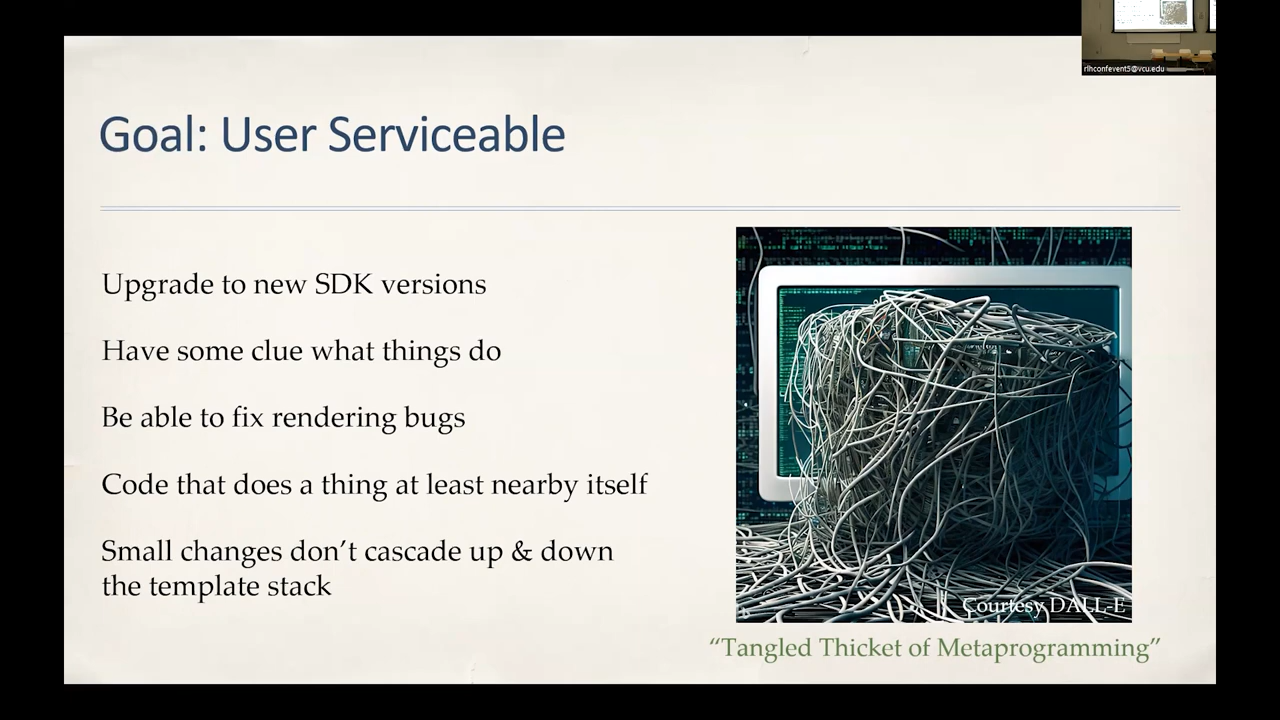 rlhconfevent5@vcu.edu
Goal: User Serviceable
Upgrade to new SDK versions
Have some clue what things do
Be able to fix rendering bugs
Code that does a thing at least nearby itself
Small changes don’t cascade up & down
the template stack
Courtesy DALL-E
“Tangled Thicket of Metaprogramming”